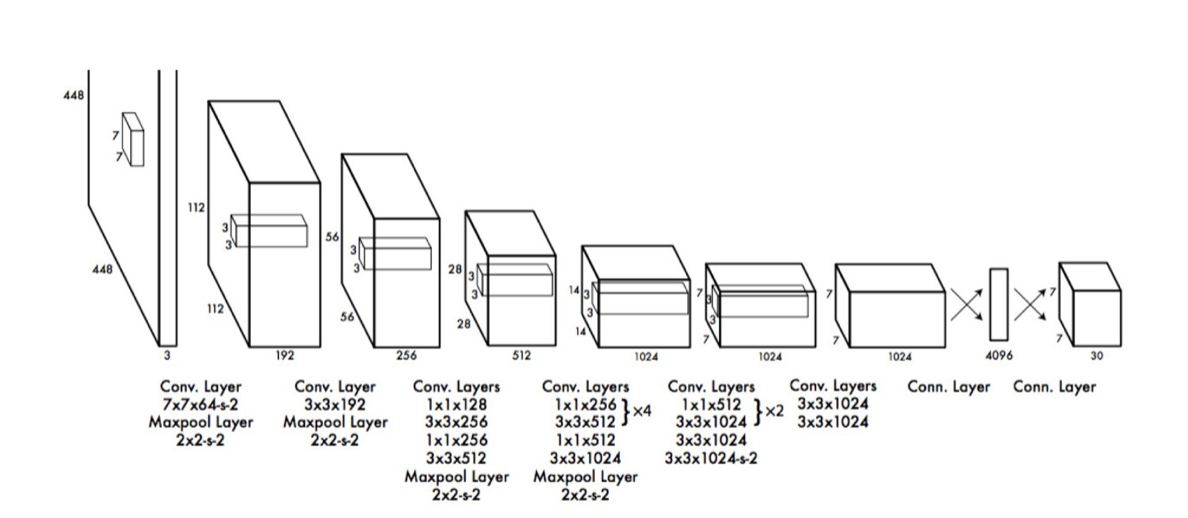 448
7
7
448
3
112
3
3
112
192
56
3
3
56
256
28
3
3
28
512
14
3
3
14
1024
7
3
3
7
1024
7
7
1024
4096
7
7
30
Conv. Layer
7x7x64-s-2
Maxpool Layer
2x2-s-2
Conv. Layer
3x3x192
Maxpool Layer
2x2-s-2
Conv. Layers
1x1x128
3x3x256
1x1x256
3x3x512
Maxpool Layer
2x2-s-2
Conv. Layers
1x1x256
3x3x512 } x4
1x1x512
3x3x1024
Maxpool Layer
2x2-s-2
Conv. Layers
1x1x512
3x3x1024 } x2
3x3x1024
3x3x1024-s-2
Conv. Layers
3x3x1024
3x3x1024
Conn. Layer
Conn. Layer